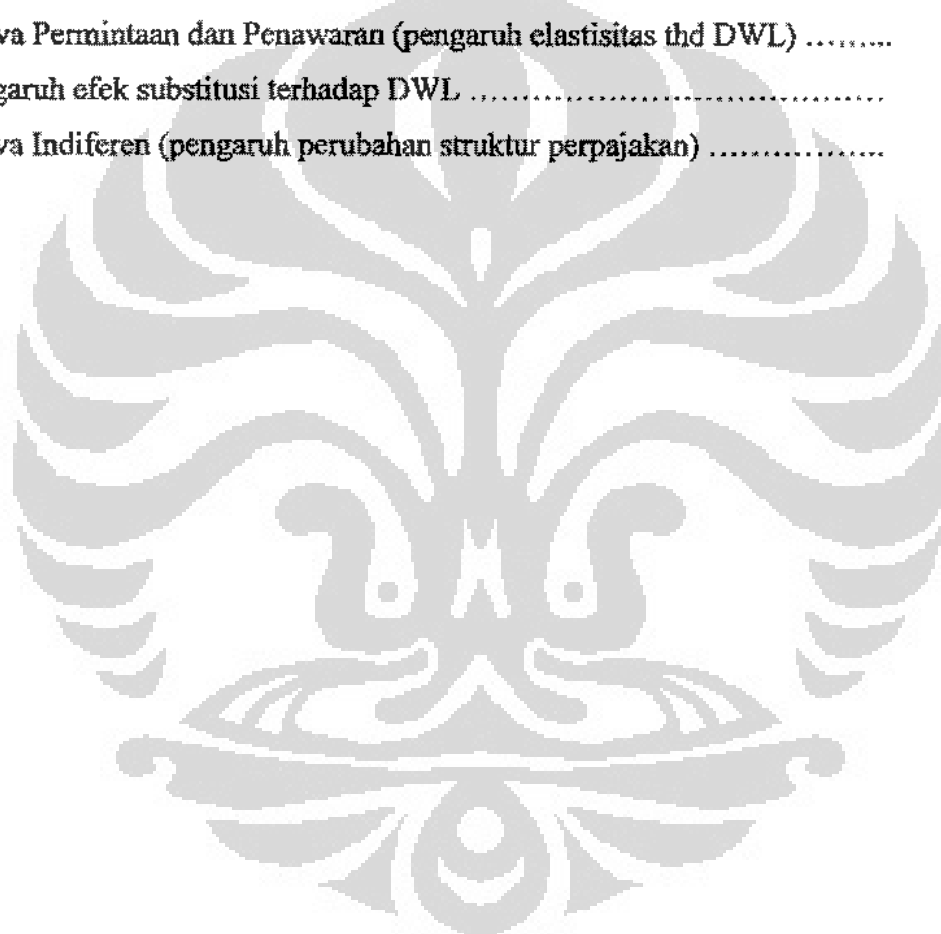 va Permintaan dan Penawaran (pengaruh elastisitas thd DWL) .........
garuh efek substitusi terhadap DWL ........................................
va Indiferen (pengaruh perubahan struktur perpajakan) .................